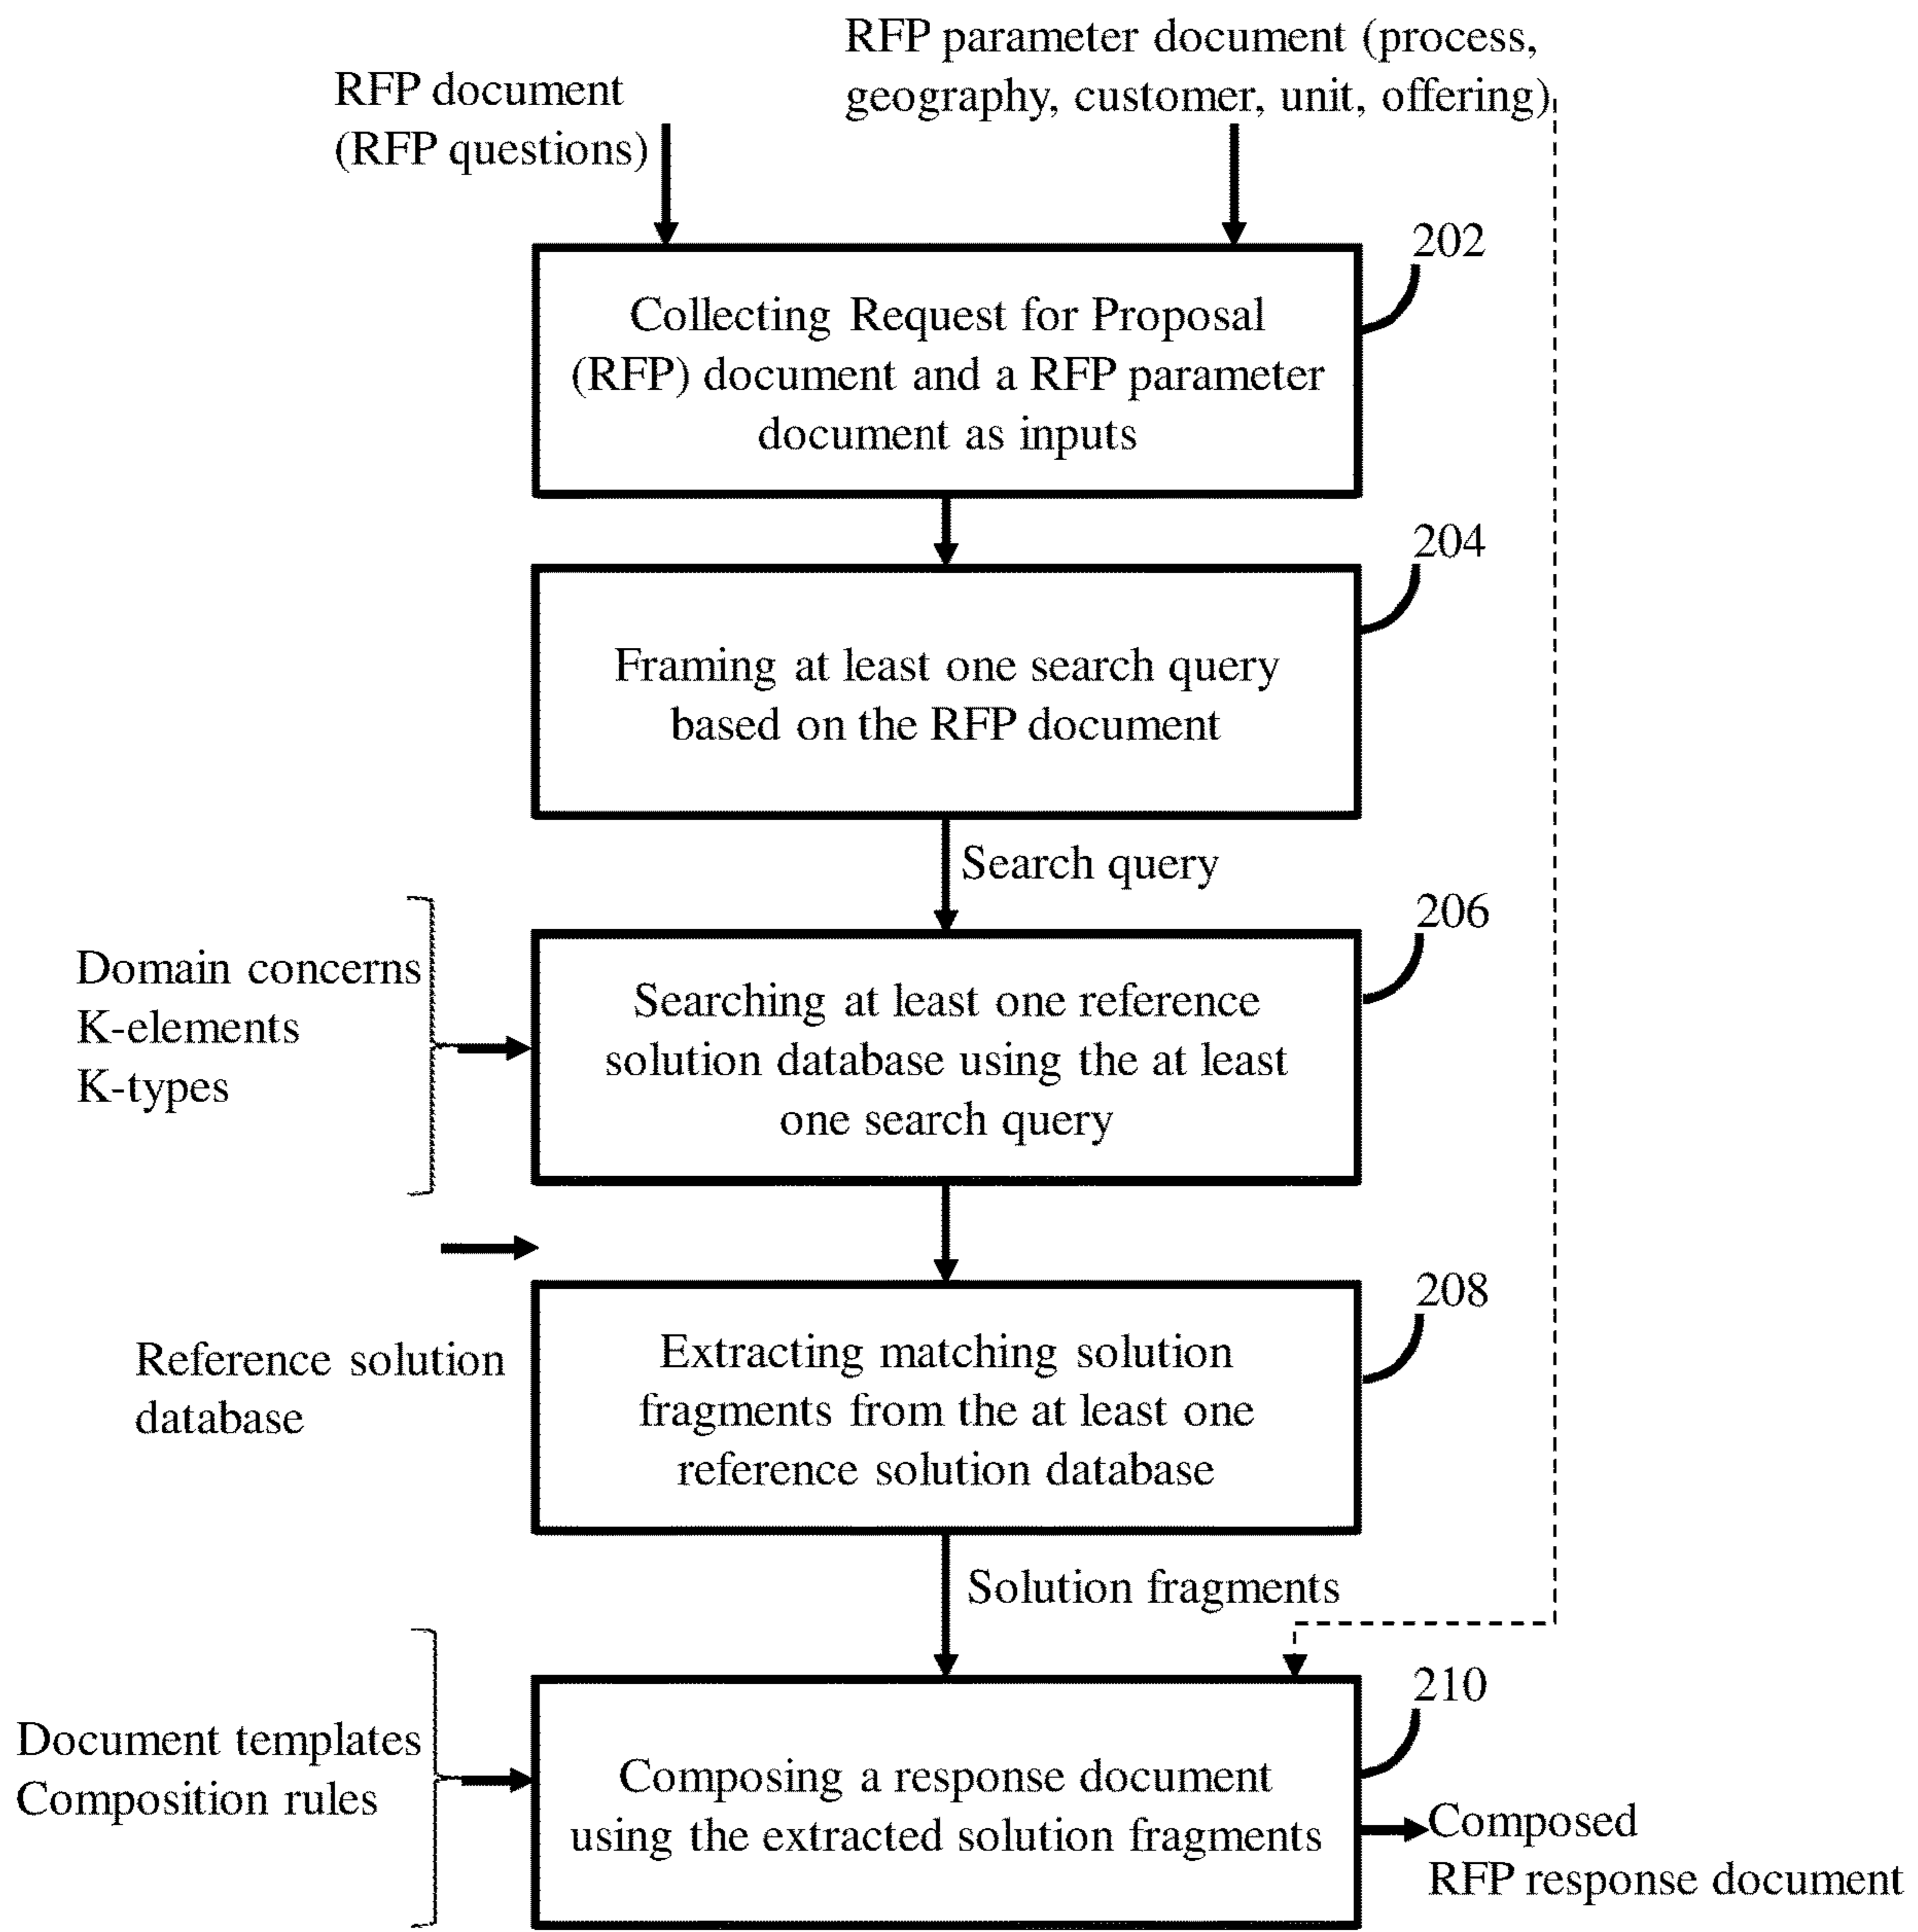 RFP document
(RFP questions)
RFP parameter document (process,
geography, customer, unit, offering)
202
Collecting Request for Proposal
(RFP) document and a RFP parameter
document as inputs
204
Framing at least one search query
based on the RFP document
Search query
206
Domain concerns
K-elements
K-types
Searching at least one reference
solution database using the at least
one search query
208
Reference solution
database
Extracting matching solution
fragments from the at least one
reference solution database
Solution fragments
210
Document templates
Composition rules
Composing a response document
using the extracted solution fragments
Composed
RFP response document